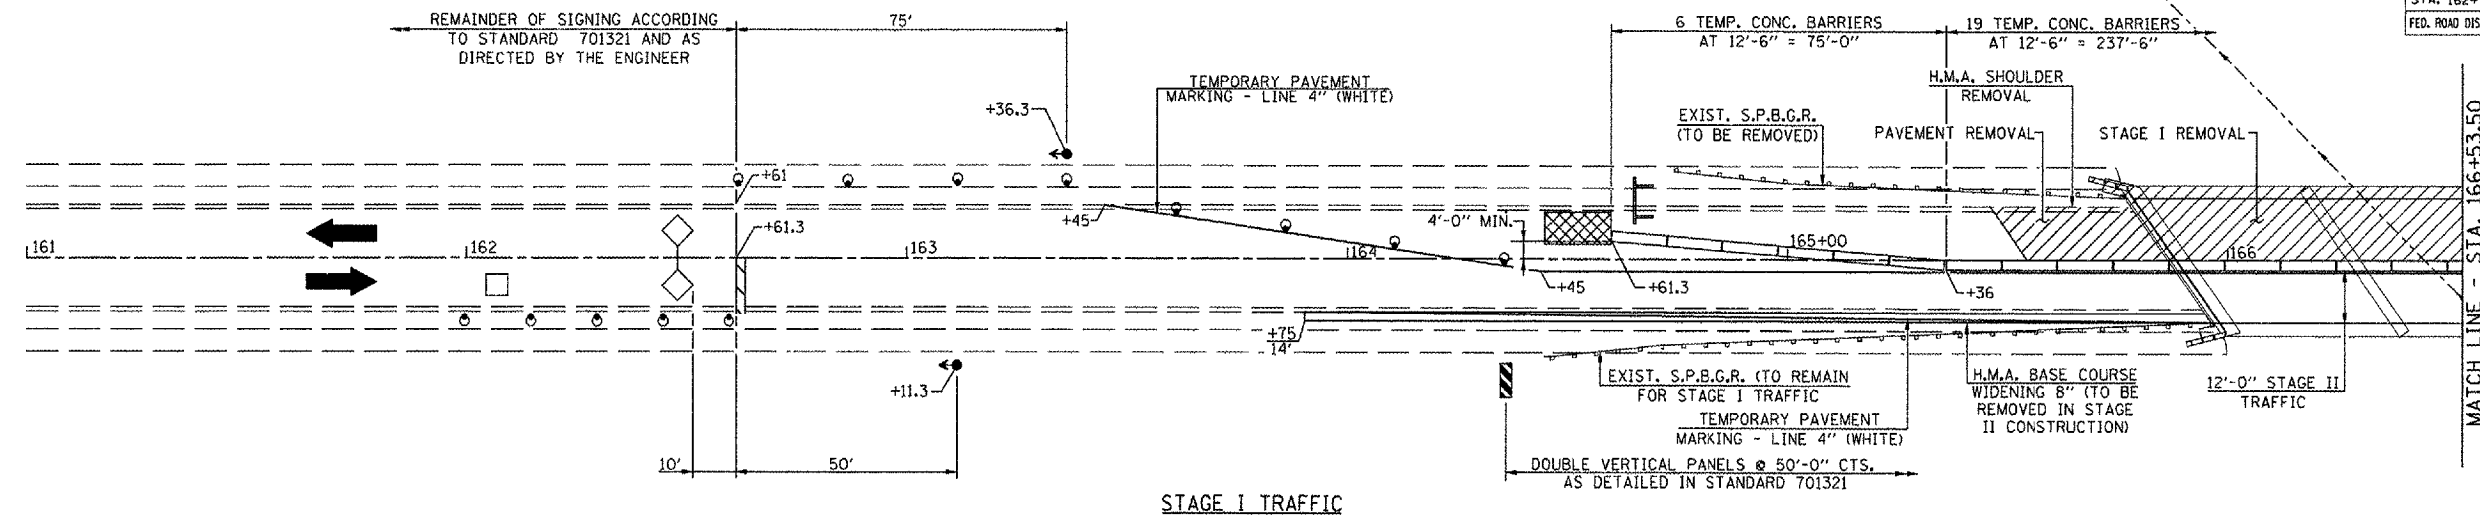 REMAINDER OF SIGNING ACCORDING
TO STANDARD 701321 AND AS
DIRECTED BY THE ENGINEER
75'
6 TEMP. CONC. BARRIERS
AT 12'-6" = 75'-0"
19 TEMP. CONC. BARRIERS
AT 12'-6" = 237'-6"
FED. ROAD DIS
TEMPORARY PAVEMENT
MARKING - LINE 4" (WHITE)
+36.3
H.M.A. SHOULDER
REMOVAL
EXIST. S.P.B.G.R.
(TO BE REMOVED)
PAVEMENT REMOVAL
STAGE I REMOVAL
MATCH LINE - STA. 166+53.50
+61
+45
4'-0" MIN.
+61.3
161
162
163
164
165+00
166
+45
+61.3
+36
+75
14'
+11.3
EXIST. S.P.B.G.R. (TO REMAIN
FOR STAGE I TRAFFIC
H.M.A. BASE COURSE
WIDENING 8" (TO BE
REMOVED IN STAGE
II CONSTRUCTION)
12'-0" STAGE II
TRAFFIC
TEMPORARY PAVEMENT
MARKING - LINE 4" (WHITE)
10'
50'
DOUBLE VERTICAL PANELS @ 50'-0" CTS.
AS DETAILED IN STANDARD 701321
STAGE I TRAFFIC